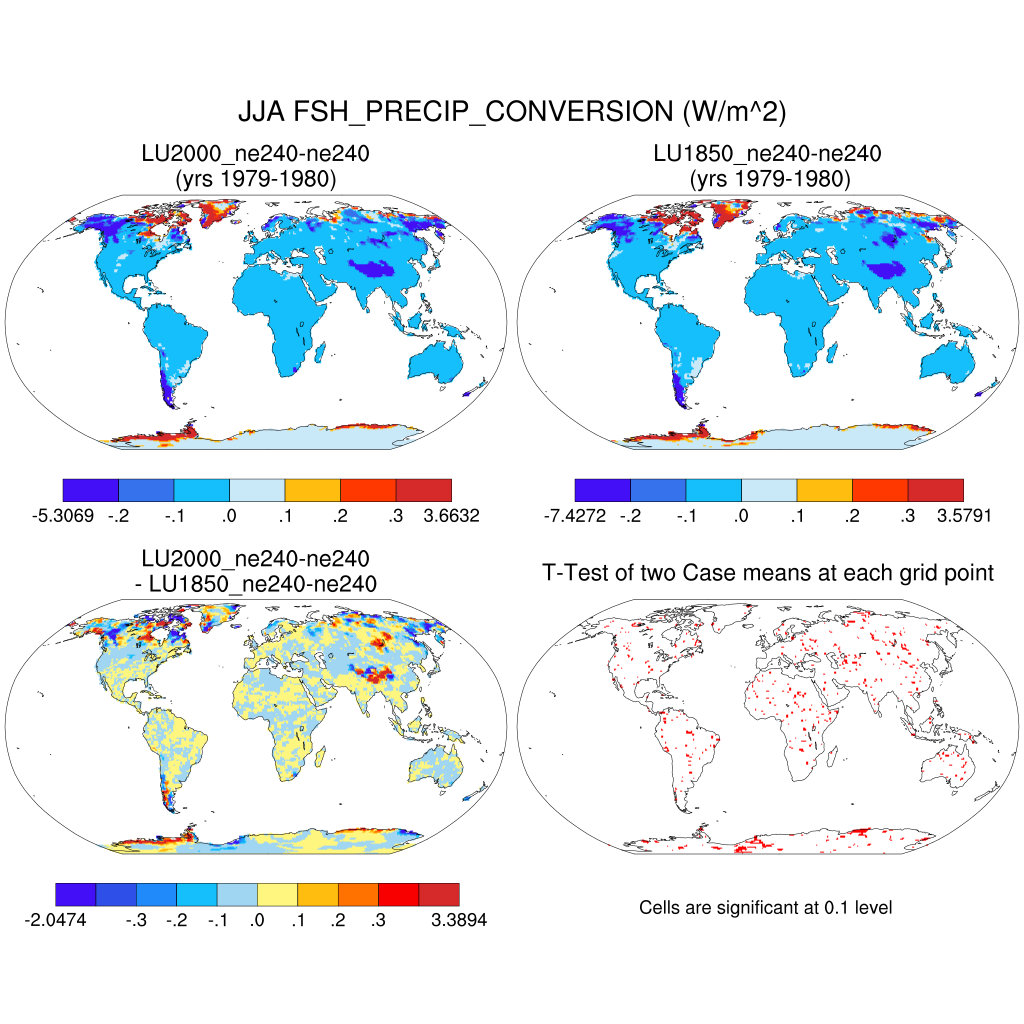 JJA FSH_PRECIP_CONVERSION (W/m^2)
LU2000_ne240-ne240
(yrs 1979-1980)
LU1850_ne240-ne240
(yrs 1979-1980)
-5.3069 -.2 -.1 .0 .1 .2 .3 3.6632
-7.4272 -.2 -.1 .0 .1 .2 .3 3.5791
LU2000_ne240-ne240
- LU1850_ne240-ne240
T-Test of two Case means at each grid point
-2.0474 -.3 -.2 -.1 .0 .1 .2 .3 3.3894
Cells are significant at 0.1 level